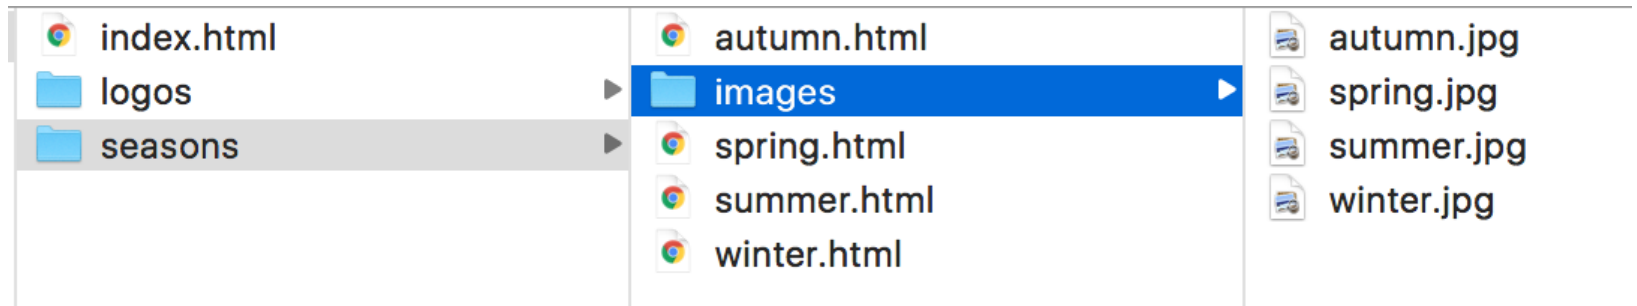 index.html
logos
seasons
autumn.html
images
spring.html
summer.html
winter.html
autumn.jpg
spring.jpg
summer.jpg
winter.jpg